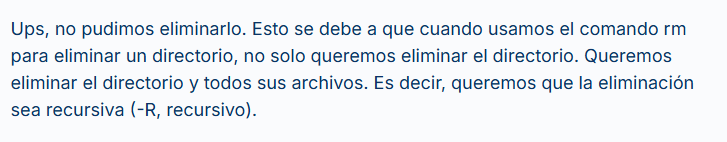 Ups, no pudimos eliminarlo. Esto se debe a que cuando usamos el comando rm
para eliminar un directorio, no solo queremos eliminar el directorio. Queremos
eliminar el directorio y todos sus archivos. Es decir, queremos que la eliminación
sea recursiva (-R, recursivo).